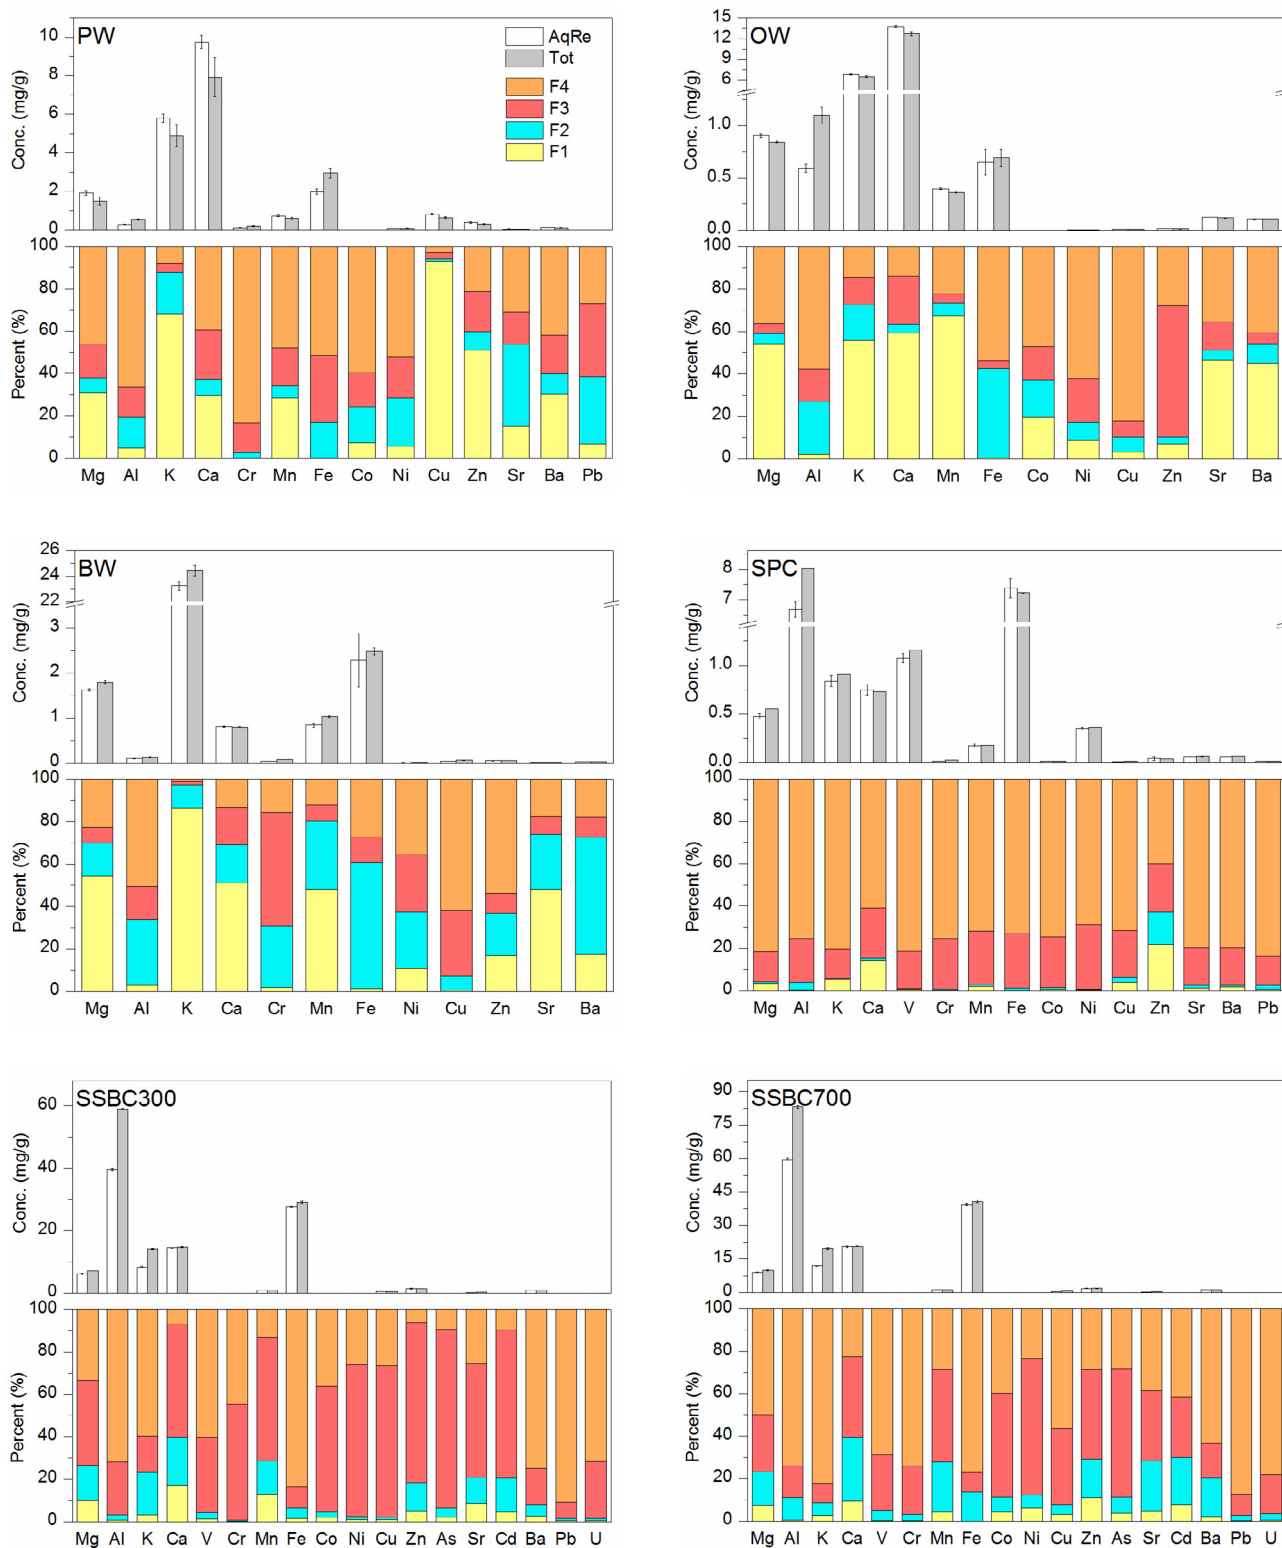 PW
AqRe
Tot
F4
F3
F2
F1
Conc. (mg/g)
10
8
6
4
2
0
Percent (%)
100
80
60
40
20
0
Mg Al K Ca Cr Mn Fe Co Ni Cu Zn Sr Ba Pb
OW
Conc. (mg/g)
15
12
9
6
1.0
0.5
0.0
Percent (%)
100
80
60
40
20
0
Mg Al K Ca Mn Fe Co Ni Cu Zn Sr Ba
BW
Conc. (mg/g)
26
24
22
3
2
1
0
Percent (%)
100
80
60
40
20
0
Mg Al K Ca Cr Mn Fe Ni Cu Zn Sr Ba
SPC
Conc. (mg/g)
8
7
1.0
0.5
0.0
Percent (%)
100
80
60
40
20
0
Mg Al K Ca V Cr Mn Fe Co Ni Cu Zn Sr Ba Pb
SSBC300
Conc. (mg/g)
60
40
20
0
Percent (%)
100
80
60
40
20
0
Mg Al K Ca V Cr Mn Fe Co Ni Cu Zn As Sr Cd Ba Pb U
SSBC700
Conc. (mg/g)
90
75
60
45
30
15
0
Percent (%)
100
80
60
40
20
0
Mg Al K Ca V Cr Mn Fe Co Ni Cu Zn As Sr Cd Ba Pb U